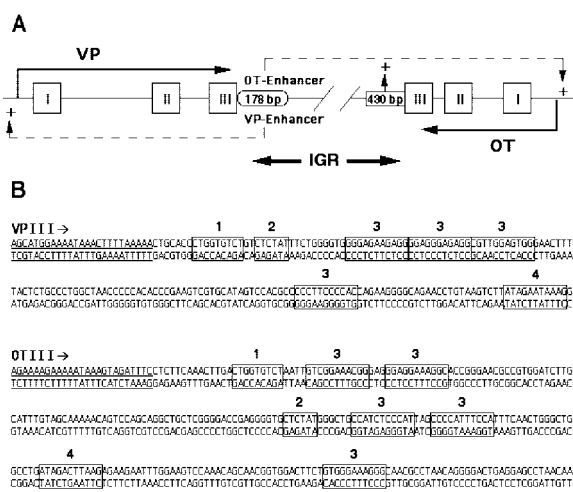 A
VP
OT-Enhancer
I II III 178 bp 430 bp III II I
VP-Enhancer
OT
IGR
B
VPIII→ 1 2 3 3 3
AGCATGGAAAATAAACTTTTAAAAACTGCACCCTGGTGTCTGTCTCTATTTCTGGGGTGGGGAGAAGAGGGGAGGGAGAGGCGTTGGAGTGGGAACTTT
TCGTACCTTTTATTTGAAAATTTTTGACGTGGGACCACAGACAGAGATAAAGACCCCACCCCTCTTCTCCCCTCCCTCTCCGCAACCTCACCCTTGAAA
3 4
TACTCTGCCCTGGCTAACCCCCACACCCGAAGTCGTGCATAGTCCACGCCCCCTTCCCCACCAGAAGGGGCAGAACCTGTAAGTCTTATAGAATAAAGG
ATGAGACGGGACCGATTGGGGGTGTGGGCTTCAGCACGTATCAGGTGCGGGGGAAGGGGTGGTCTTCCCCGTCTTGGACATTCAGAATATCTTATTTCC
OTIII→ 1 3 3
AGAAAAGAAAAATAAAGTAGATTTCCTCTTCAAACTTGACTGGTGTCTAATTGTCGGAAACGGGAGGGAGGAAAGGCACCGGGAACGCCGTGGATCTTG
TCTTTTCTTTTTATTTCATCTAAAGGAGAAGTTTGAACTGACCACAGATTAACAGCCTTTGCCCTCCCTCCTTTCCGTGGCCCTTGCGGCACCTAGAAC
2 3 3
CATTTGTAGCAAAAACAGTCCAGCAGGCTGCTCGGGGACCGAGGGGTGCTCTATGGGCTGCCATCTCCCATTAGCCCCATTTCCATTTCAACTGGGCTG
GTAAACATCGTTTTTGTCAGGTCGTCCGACGAGCCCCTGGCTCCCCACGAGATACCCGACGGTAGAGGGTAATCGGGGTAAAGGTAAAGTTGACCCGAC
4 3
GCCTGATAGACTTAAGAGAAGAATTTGGAAGTCCAAACAGCAACGGTGGACTTCTGTGGGAAAGGGCAACGCCTAACAGGGGACTGAGGAGCCTAACAA
CGGACTATCTGAATTCTCTTCTTAAACCTTCAGGTTTGTCGTTGCCACCTGAAGACACCCTTTCCCGTTGCGGATTGTCCCCTGACTCCTCGGATTGTT